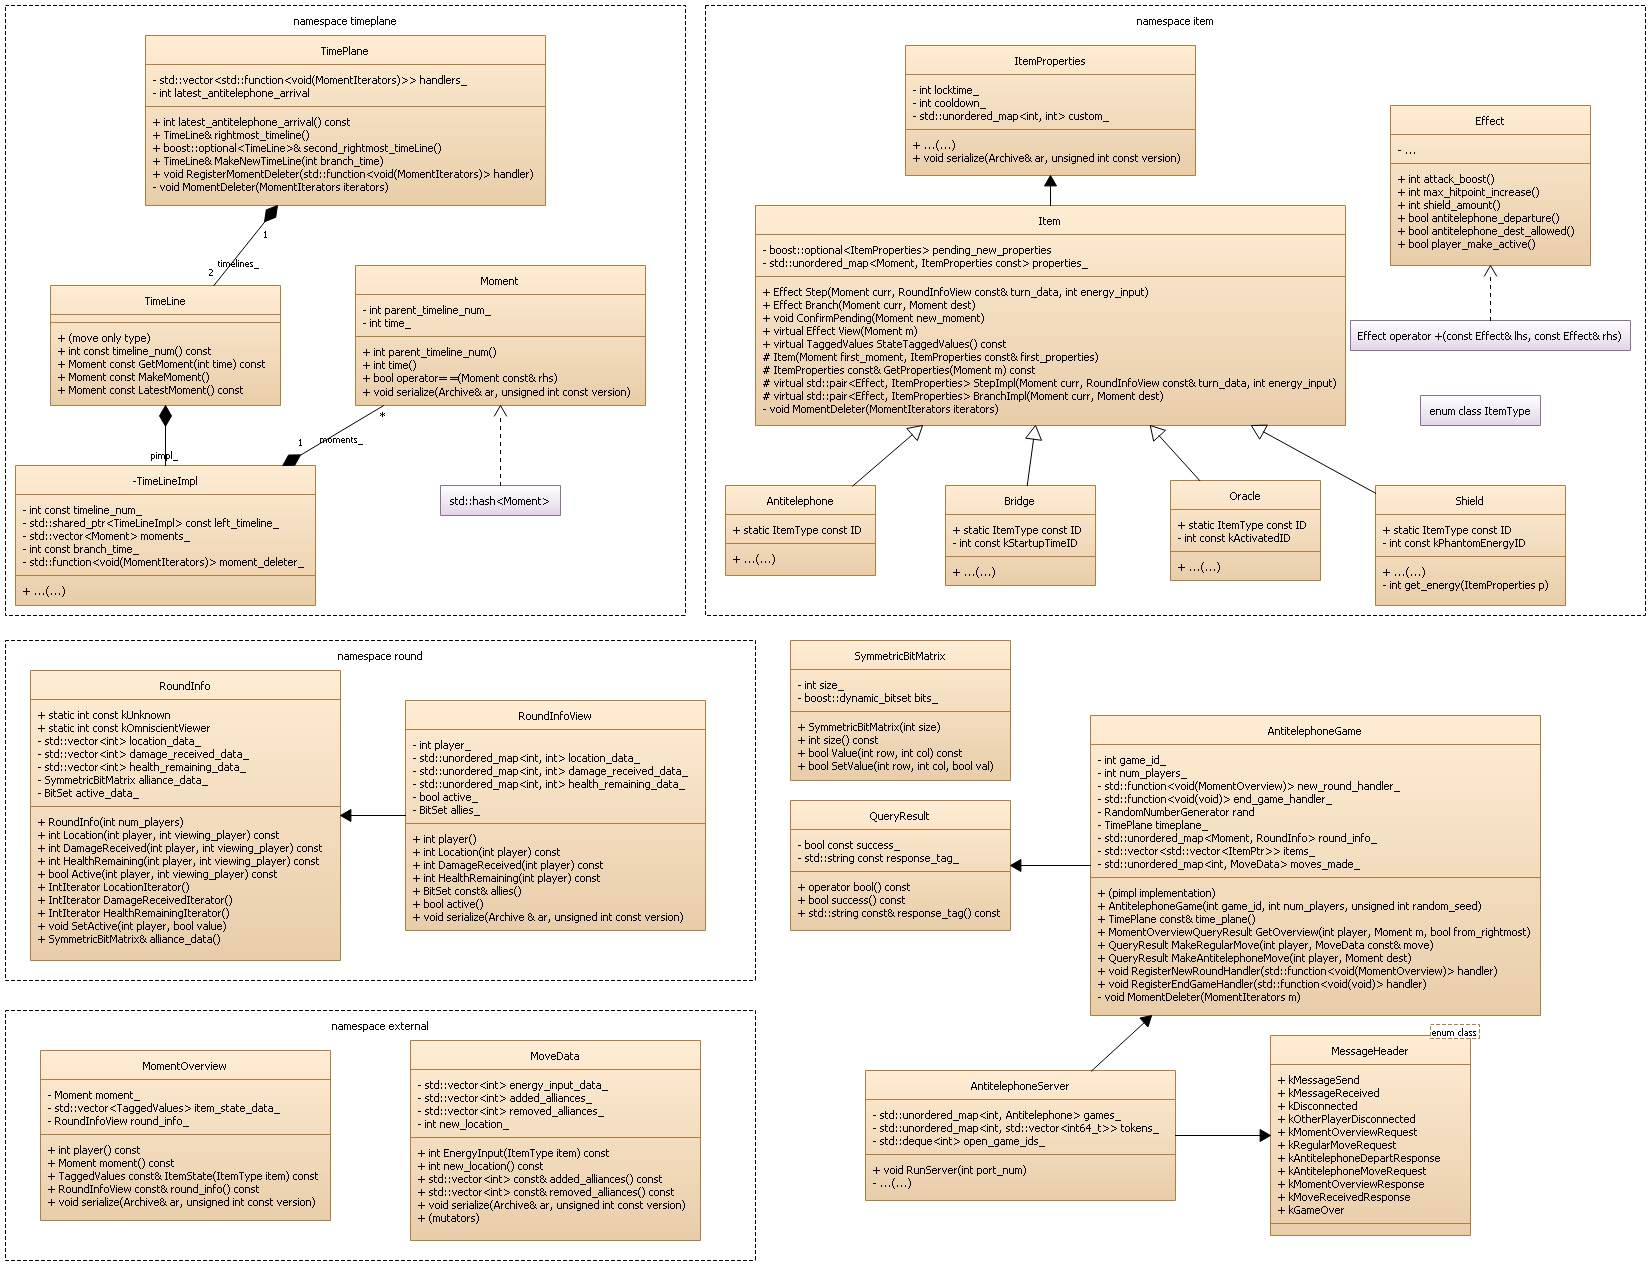 namespace timeplane
TimePlane
- std::vector<std::function<void(MomentIterators)>> handlers_
- int latest_antitelephone_arrival
+ int latest_antitelephone_arrival() const
+ TimeLine& rightmost_timeline()
+ boost::optional<TimeLine>& second_rightmost_timeLine()
+ TimeLine& MakeNewTimeLine(int branch_time)
+ void RegisterMomentDeleter(std::function<void(MomentIterators)> handler)
- void MomentDeleter(MomentIterators iterators)
1
timelines_
2
TimeLine
+ (move only type)
+ int const timeline_num() const
+ Moment const GetMoment(int time) const
+ Moment const MakeMoment()
+ Moment const LatestMoment() const
Moment
- int parent_timeline_num_
- int time_
+ int parent_timeline_num()
+ int time()
+ bool operator==(Moment const& rhs)
+ void serialize(Archive& ar, unsigned int const version)
*
1
moments_
pimpl_
-TimeLineImpl
- int const timeline_num_
- std::shared_ptr<TimeLineImpl> const left_timeline_
- std::vector<Moment> moments_
- int const branch_time_
- std::function<void(MomentIterators)> moment_deleter_
+ ...(...)
std::hash<Moment>
namespace item
ItemProperties
- int locktime_
- int cooldown_
- std::unordered_map<int, int> custom_
+ ...(...)
+ void serialize(Archive& ar, unsigned int const version)
Effect
- ...
+ int attack_boost()
+ int max_hitpoint_increase()
+ int shield_amount()
+ bool antitelephone_departure()
+ bool antitelephone_dest_allowed()
+ bool player_make_active()
Item
- boost::optional<ItemProperties> pending_new_properties
- std::unordered_map<Moment, ItemProperties const> properties_
+ Effect Step(Moment curr, RoundInfoView const& turn_data, int energy_input)
+ Effect Branch(Moment curr, Moment dest)
+ void ConfirmPending(Moment new_moment)
+ virtual Effect View(Moment m)
+ virtual TaggedValues StateTaggedValues() const
# Item(Moment first_moment, ItemProperties const& first_properties)
# ItemProperties const& GetProperties(Moment m) const
# virtual std::pair<Effect, ItemProperties> StepImpl(Moment curr, RoundInfoView const& turn_data, int energy_input)
# virtual std::pair<Effect, ItemProperties> BranchImpl(Moment curr, Moment dest)
- void MomentDeleter(MomentIterators iterators)
Effect operator +(const Effect& lhs, const Effect& rhs)
enum class ItemType
Antitelephone
+ static ItemType const ID
+ ...(...)
Bridge
+ static ItemType const ID
- int const kStartupTimeID
+ ...(...)
Oracle
+ static ItemType const ID
- int const kActivatedID
+ ...(...)
Shield
+ static ItemType const ID
- int const kPhantomEnergyID
+ ...(...)
- int get_energy(ItemProperties p)
namespace round
RoundInfo
+ static int const kUnknown
+ static int const kOmniscientViewer
- std::vector<int> location_data_
- std::vector<int> damage_received_data_
- std::vector<int> health_remaining_data_
- SymmetricBitMatrix alliance_data_
- BitSet active_data_
+ RoundInfo(int num_players)
+ int Location(int player, int viewing_player) const
+ int DamageReceived(int player, int viewing_player) const
+ int HealthRemaining(int player, int viewing_player) const
+ bool Active(int player, int viewing_player) const
+ IntIterator LocationIterator()
+ IntIterator DamageReceivedIterator()
+ IntIterator HealthRemainingIterator()
+ void SetActive(int player, bool value)
+ SymmetricBitMatrix& alliance_data()
RoundInfoView
- int player_
- std::unordered_map<int, int> location_data_
- std::unordered_map<int, int> damage_received_data_
- std::unordered_map<int, int> health_remaining_data_
- bool active_
- BitSet allies_
+ int player()
+ int Location(int player) const
+ int DamageReceived(int player) const
+ int HealthRemaining(int player) const
+ BitSet const& allies()
+ bool active()
+ void serialize(Archive & ar, unsigned int const version)
SymmetricBitMatrix
- int size_
- boost::dynamic_bitset bits_
+ SymmetricBitMatrix(int size)
+ int size() const
+ bool Value(int row, int col) const
+ bool SetValue(int row, int col, bool val)
QueryResult
- bool const success_
- std::string const response_tag_
+ operator bool() const
+ bool success() const
+ std::string const& response_tag() const
AntitelephoneGame
- int game_id_
- int num_players_
- std::function<void(MomentOverview)> new_round_handler_
- std::function<void(void)> end_game_handler_
- RandomNumberGenerator rand
- TimePlane timeplane_
- std::unordered_map<Moment, RoundInfo> round_info_
- std::vector<std::vector<ItemPtr>> items_
- std::unordered_map<int, MoveData> moves_made_
+ (pimpl implementation)
+ AntitelephoneGame(int game_id, int num_players, unsigned int random_seed)
+ TimePlane const& time_plane()
+ MomentOverviewQueryResult GetOverview(int player, Moment m, bool from_rightmost)
+ QueryResult MakeRegularMove(int player, MoveData const& move)
+ QueryResult MakeAntitelephoneMove(int player, Moment dest)
+ void RegisterNewRoundHandler(std::function<void(MomentOverview)> handler)
+ void RegisterEndGameHandler(std::function<void(void)> handler)
- void MomentDeleter(MomentIterators m)
namespace external
MomentOverview
- Moment moment_
- std::vector<TaggedValues> item_state_data_
- RoundInfoView round_info_
+ int player() const
+ Moment moment() const
+ TaggedValues const& ItemState(ItemType item) const
+ RoundInfoView const& round_info() const
+ void serialize(Archive& ar, unsigned int const version)
MoveData
- std::vector<int> energy_input_data_
- std::vector<int> added_alliances_
- std::vector<int> removed_alliances_
- int new_location_
+ int EnergyInput(ItemType item) const
+ int new_location() const
+ std::vector<int> const& added_alliances() const
+ std::vector<int> const& removed_alliances() const
+ void serialize(Archive& ar, unsigned int const version)
+ (mutators)
AntitelephoneServer
- std::unordered_map<int, Antitelephone> games_
- std::unordered_map<int, std::vector<int64_t>> tokens_
- std::deque<int> open_game_ids_
+ void RunServer(int port_num)
- ...(...)
enum class
MessageHeader
+ kMessageSend
+ kMessageReceived
+ kDisconnected
+ kOtherPlayerDisconnected
+ kMomentOverviewRequest
+ kRegularMoveRequest
+ kAntitelephoneDepartResponse
+ kAntitelephoneMoveRequest
+ kMomentOverviewResponse
+ kMoveReceivedResponse
+ kGameOver